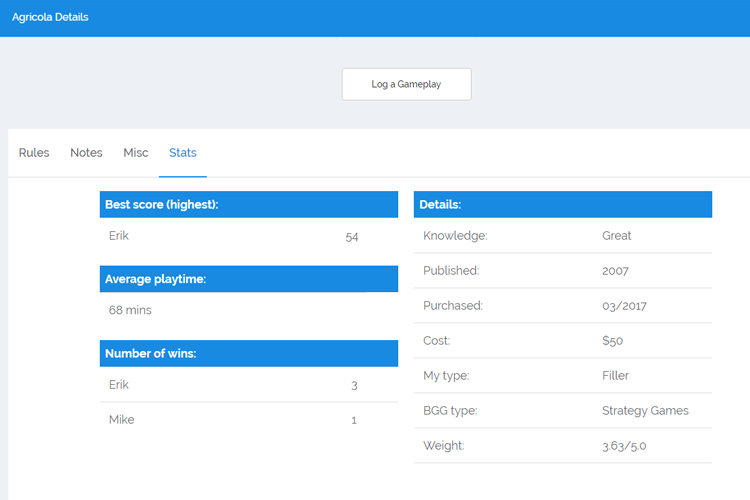 Agricola Details
Log a Gameplay
Rules Notes Misc Stats
Best score (highest):
Erik 54
Average playtime:
68 mins
Number of wins:
Erik 3
Mike 1
Details:
Knowledge: Great
Published: 2007
Purchased: 03/2017
Cost: $50
My type: Filler
BGG type: Strategy Games
Weight: 3.63/5.0